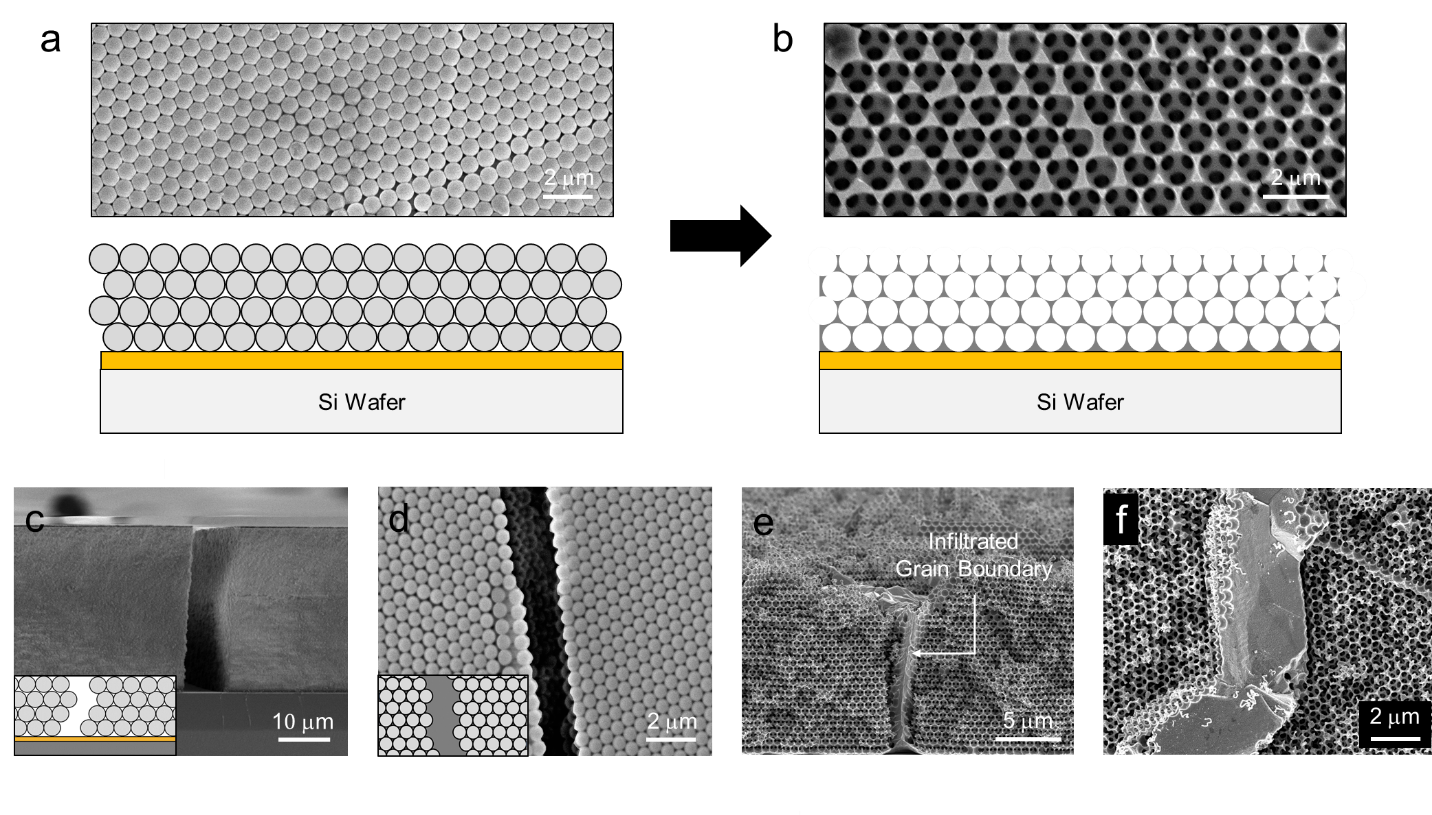 a
2 μm
Si Wafer
b
2 μm
Si Wafer
c
10 μm
d
2 μm
e
Infiltrated
Grain Boundary
5 μm
f
2 μm